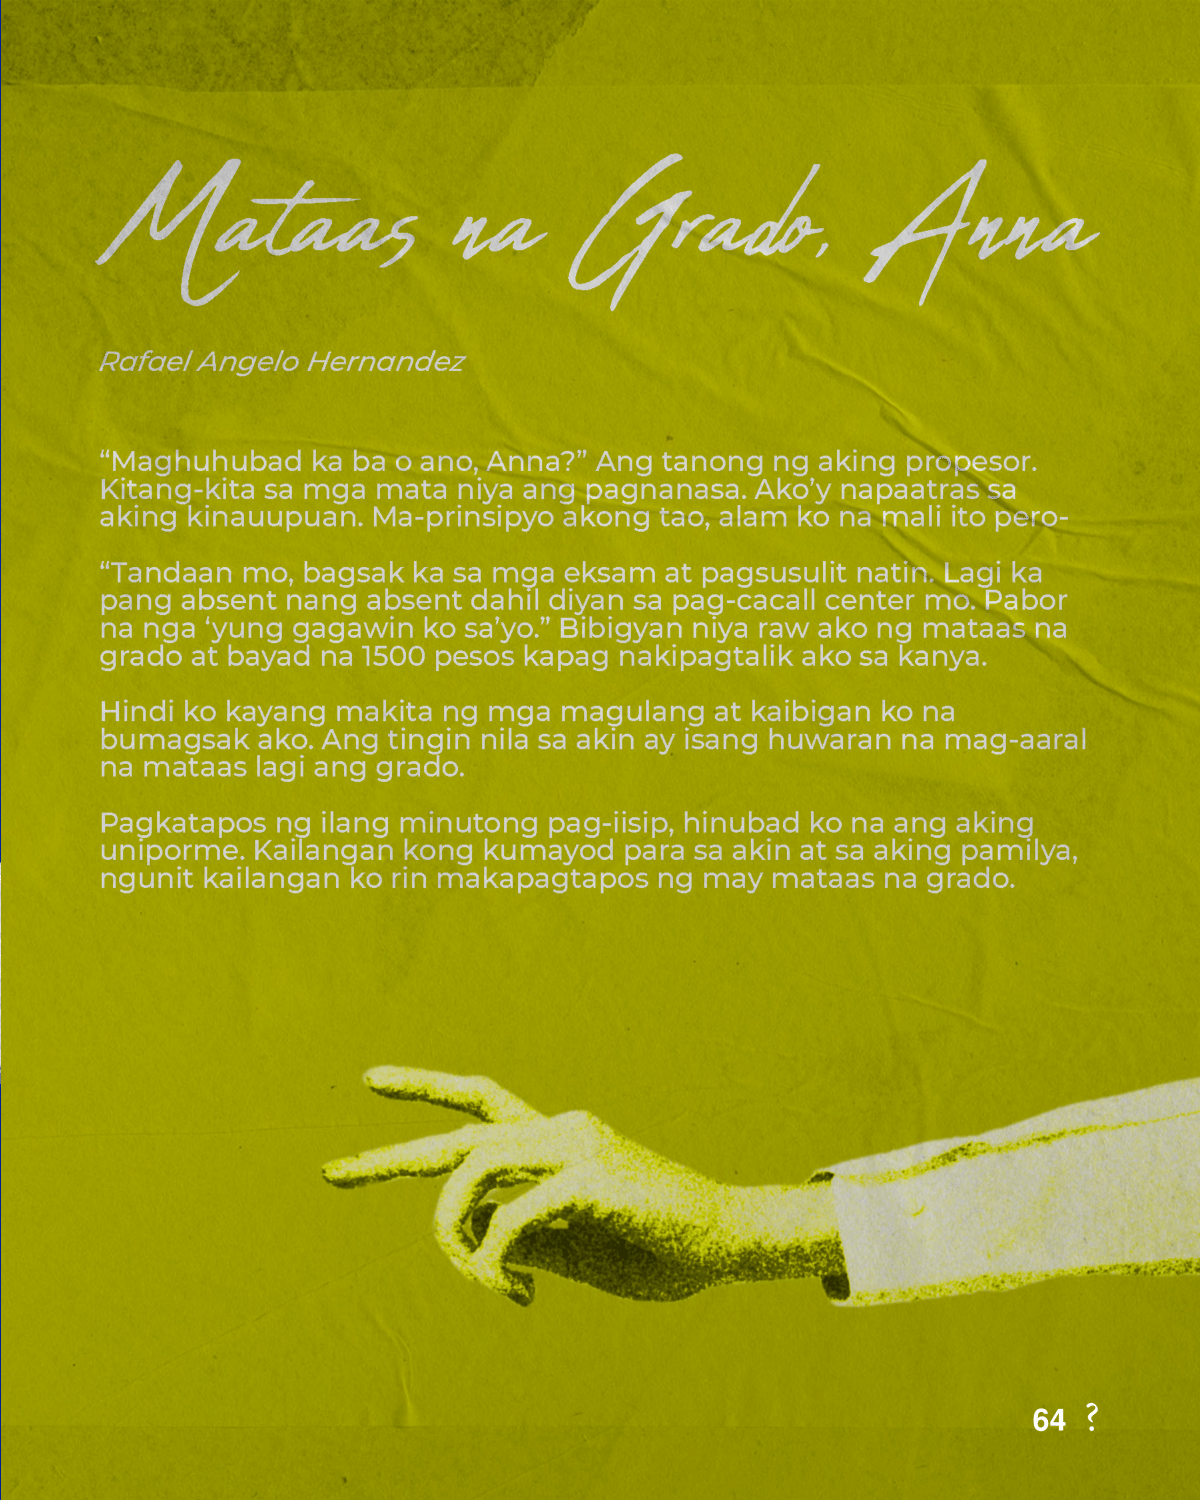 Mataas na Grado, Anna
Rafael Angelo Hernandez
“Maghuhubad ka ba o ano, Anna?” Ang tanong ng aking propesor.
Kitang-kita sa mga mata niya ang pagnanasa. Ako’y napaatras sa
aking kinauupuan. Ma-prinsipyo akong tao, alam ko na mali ito pero-
“Tandaan mo, bagsak ka sa mga eksam at pagsusulit natin. Lagi ka
pang absent nang absent dahil diyan sa pag-cacall center mo. Pabor
na nga ‘yung gagawin ko sa’yo.” Bibigyan niya raw ako ng mataas na
grado at bayad na 1500 pesos kapag nakipagtalik ako sa kanya.
Hindi ko kayang makita ng mga magulang at kaibigan ko na
bumagsak ako. Ang tingin nila sa akin ay isang huwaran na mag-aaral
na mataas lagi ang grado.
Pagkatapos ng ilang minutong pag-iisip, hinubad ko na ang aking
uniporme. Kailangan kong kumayod para sa akin at sa aking pamilya,
ngunit kailangan ko rin makapagtapos ng may mataas na grado.
64 ?